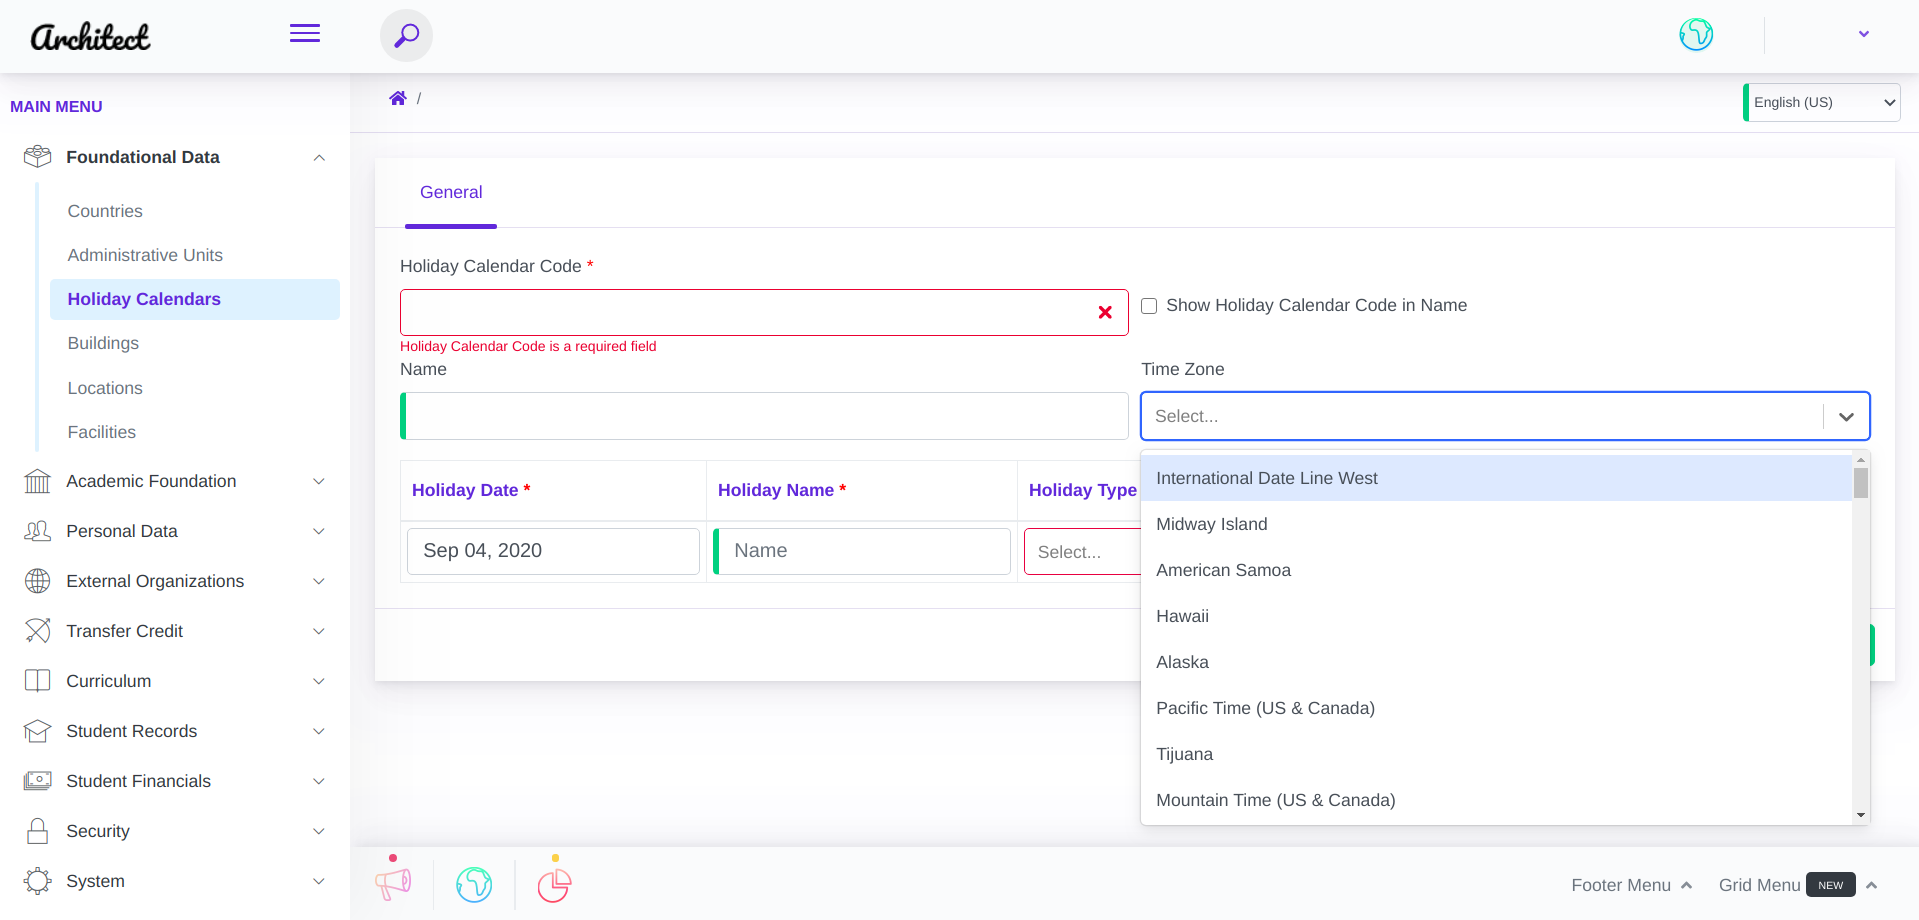 Architect
MAIN MENU
/
English (US)
Foundational Data
Countries
Administrative Units
Holiday Calendars
Buildings
Locations
Facilities
Academic Foundation
Personal Data
External Organizations
Transfer Credit
Curriculum
Student Records
Student Financials
Security
System
General
Holiday Calendar Code *
Show Holiday Calendar Code in Name
Holiday Calendar Code is a required field
Name
Time Zone
Select...
Holiday Date *
Holiday Name *
Holiday Type
Sep 04, 2020
Name
Select...
International Date Line West
Midway Island
American Samoa
Hawaii
Alaska
Pacific Time (US & Canada)
Tijuana
Mountain Time (US & Canada)
Footer Menu
Grid Menu NEW